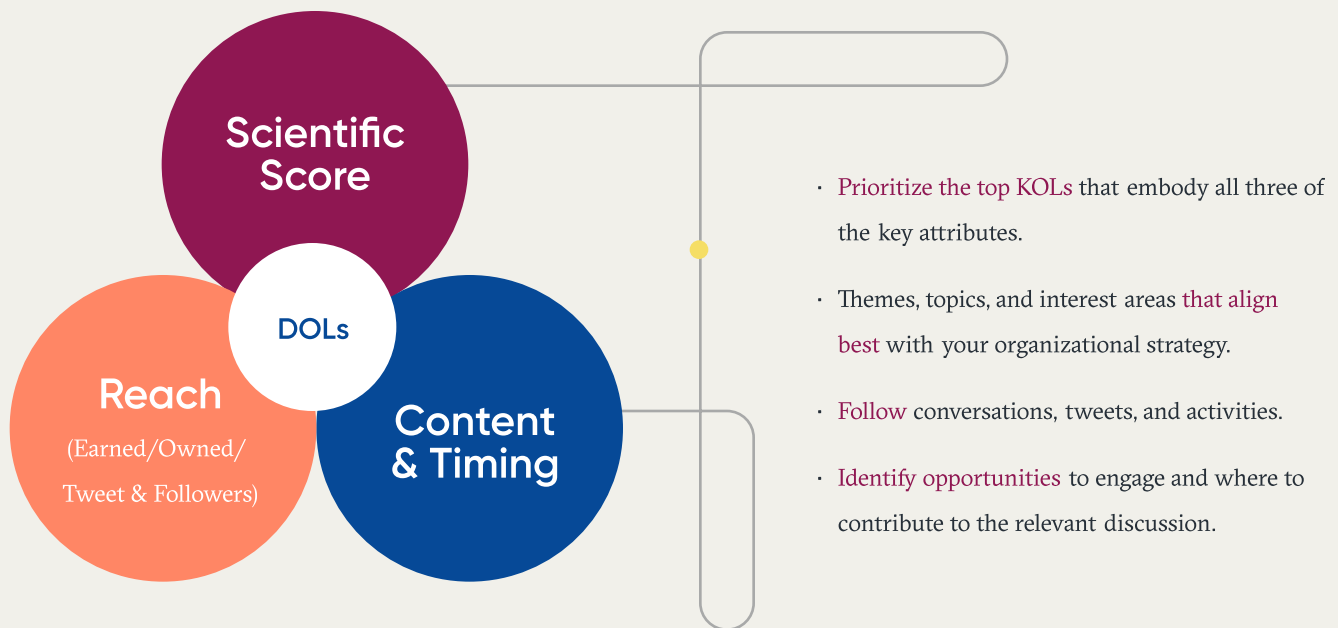 Scientific
Score
DOLs
Reach
(Earned/Owned/
Tweet & Followers)
Content
& Timing
· Prioritize the top KOLs that embody all three of
the key attributes.
· Themes, topics, and interest areas that align
best with your organizational strategy.
· Follow conversations, tweets, and activities.
· Identify opportunities to engage and where to
contribute to the relevant discussion.